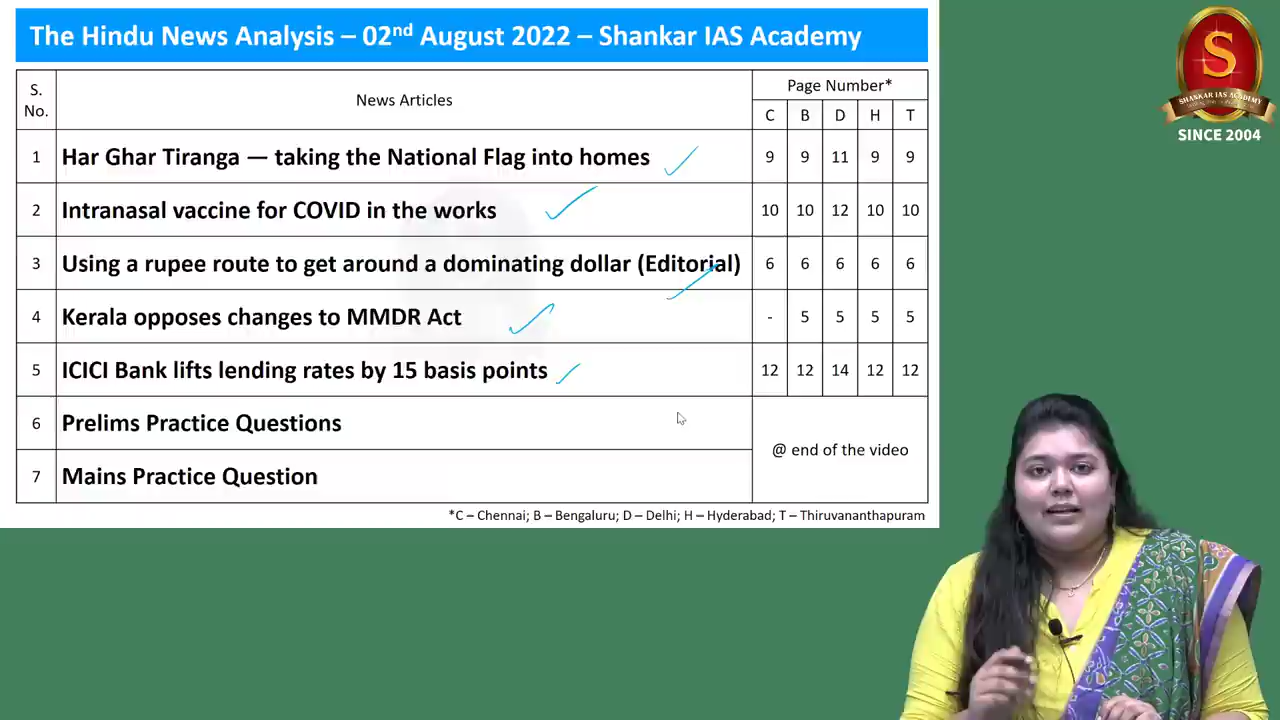 The Hindu News Analysis – 02nd August 2022 – Shankar IAS Academy
S. No. News Articles Page Number*
C B D H T
1 Har Ghar Tiranga — taking the National Flag into homes 9 9 11 9 9
2 Intranasal vaccine for COVID in the works 10 10 12 10 10
3 Using a rupee route to get around a dominating dollar (Editorial) 6 6 6 6 6
4 Kerala opposes changes to MMDR Act - 5 5 5 5
5 ICICI Bank lifts lending rates by 15 basis points 12 12 14 12 12
6 Prelims Practice Questions
@ end of the video
7 Mains Practice Question
*C – Chennai; B – Bengaluru; D – Delhi; H – Hyderabad; T – Thiruvananthapuram
S
SHANKAR IAS ACADEMY
SINCE 2004